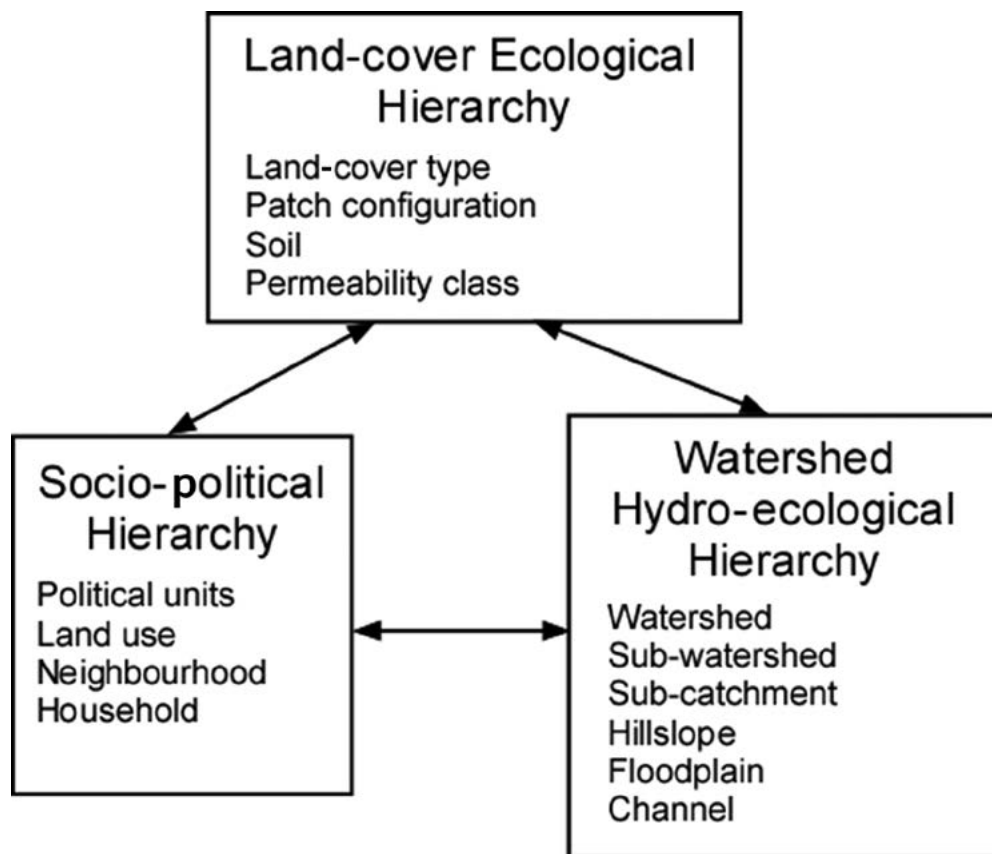 Land-cover Ecological
Hierarchy
Land-cover type
Patch configuration
Soil
Permeability class
Socio-political
Hierarchy
Political units
Land use
Neighbourhood
Household
Watershed
Hydro-ecological
Hierarchy
Watershed
Sub-watershed
Sub-catchment
Hillslope
Floodplain
Channel